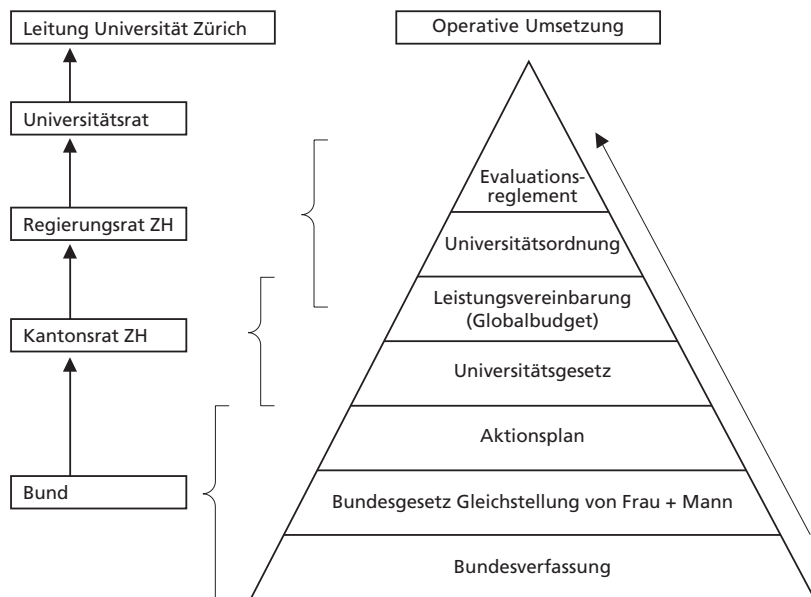 Leitung Universität Zürich
Universitätsrat
Regierungsrat ZH
Kantonsrat ZH
Bund
Operative Umsetzung
Evaluations-
reglement
Universitätsordnung
Leistungsvereinbarung
(Globalbudget)
Universitätsgesetz
Aktionsplan
Bundesgesetz Gleichstellung von Frau + Mann
Bundesverfassung